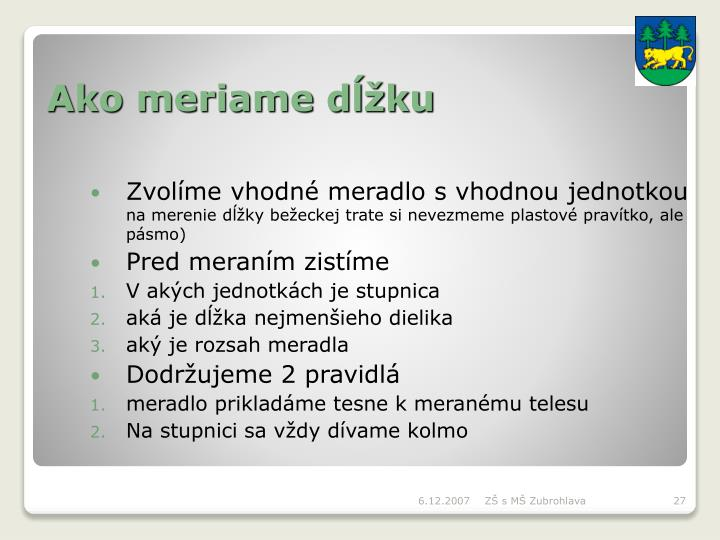 Ako meriame dĺžku
• Zvolíme vhodné meradlo s vhodnou jednotkou
na merenie dĺžky bežeckej trate si nevezmeme plastové pravítko, ale
pásmo)
• Pred meraním zistíme
1. V akých jednotkách je stupnica
2. aká je dĺžka nejmenšieho dielika
3. aký je rozsah meradla
• Dodržujeme 2 pravidlá
1. meradlo prikladáme tesne k meranému telesu
2. Na stupnici sa vždy dívame kolmo
6.12.2007 ZŠ s MŠ Zubrohlava 27